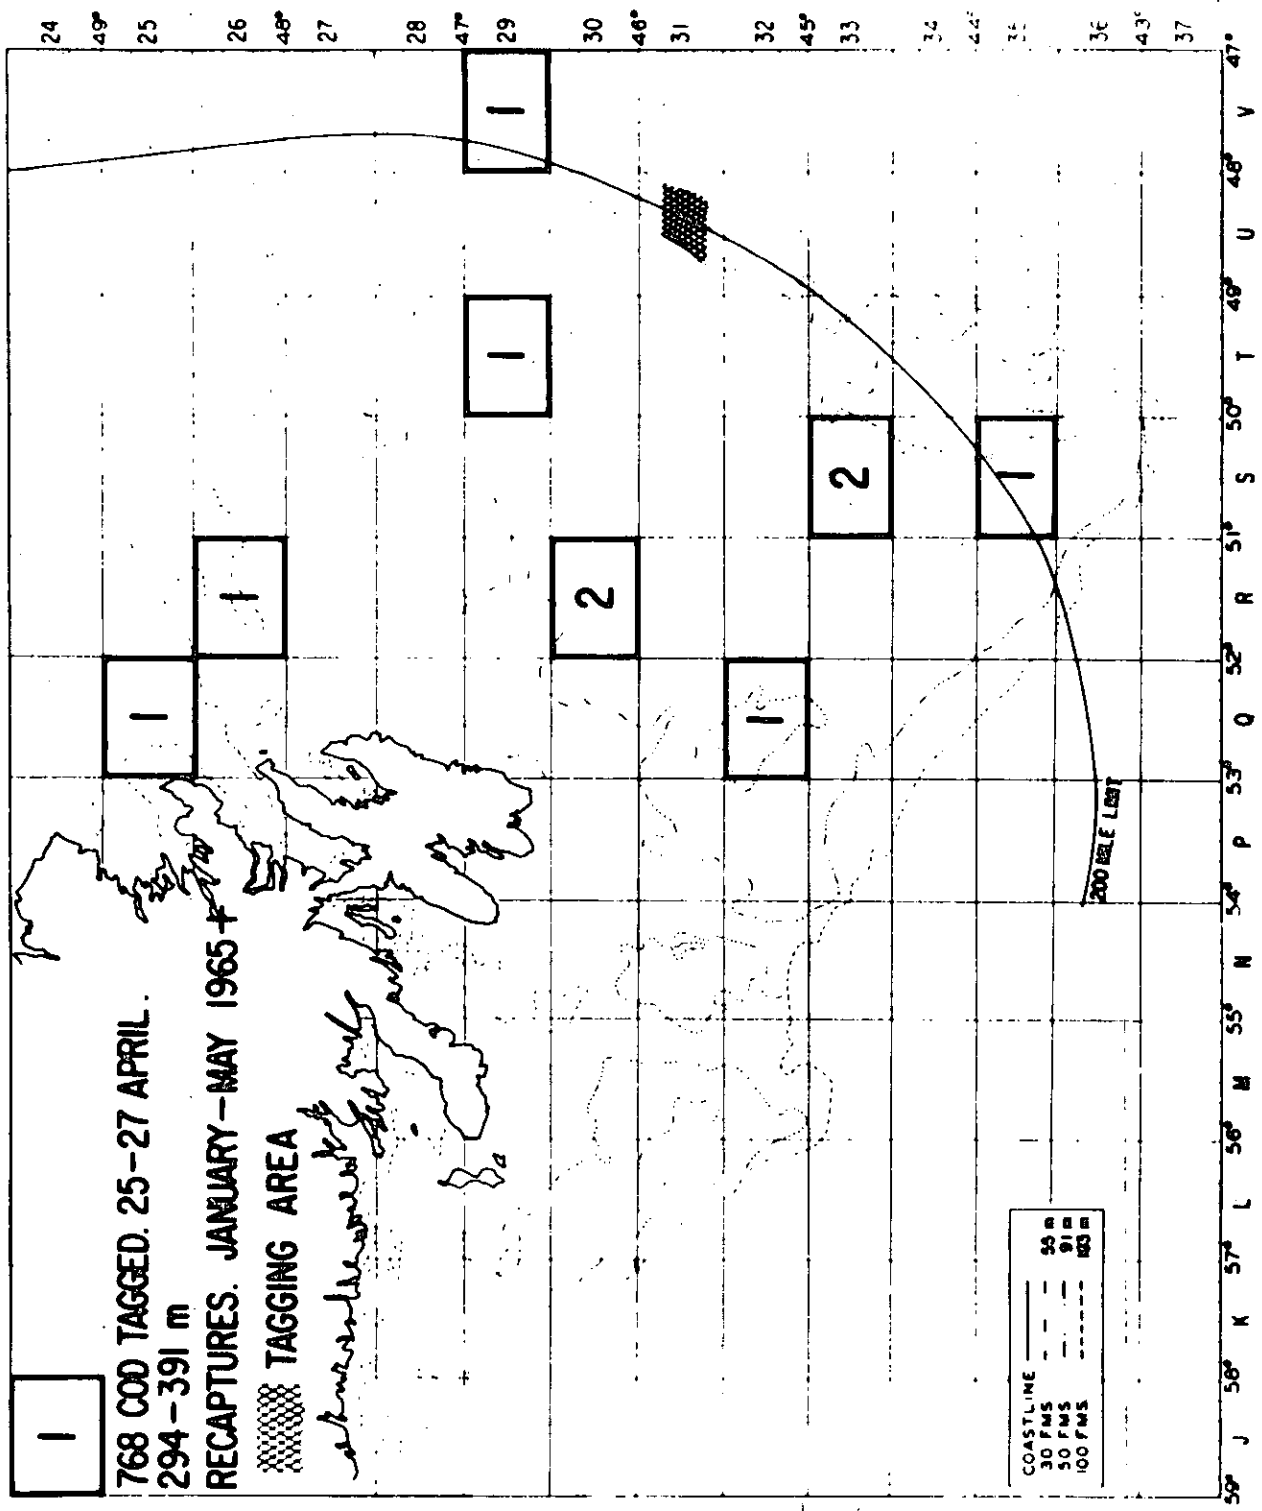 1
768 COD TAGGED. 25-27 APRIL.
294-391 m
RECAPTURES. JANUARY-MAY 1965+
TAGGING AREA
24
49°
25
26
48°
27
28
47°
29
30
46°
31
32
45°
33
34
44°
36
43°
37
1
1
1
1
2
1
2
1
200 MILE LIMIT
COASTLINE
30 FMS 55 m
50 FMS 91 m
100 FMS 183 m
59° J 58° K 57° L 56° M 55° N 54° P 53° Q 52° R 51° S 50° T 49° U 48° V 47°